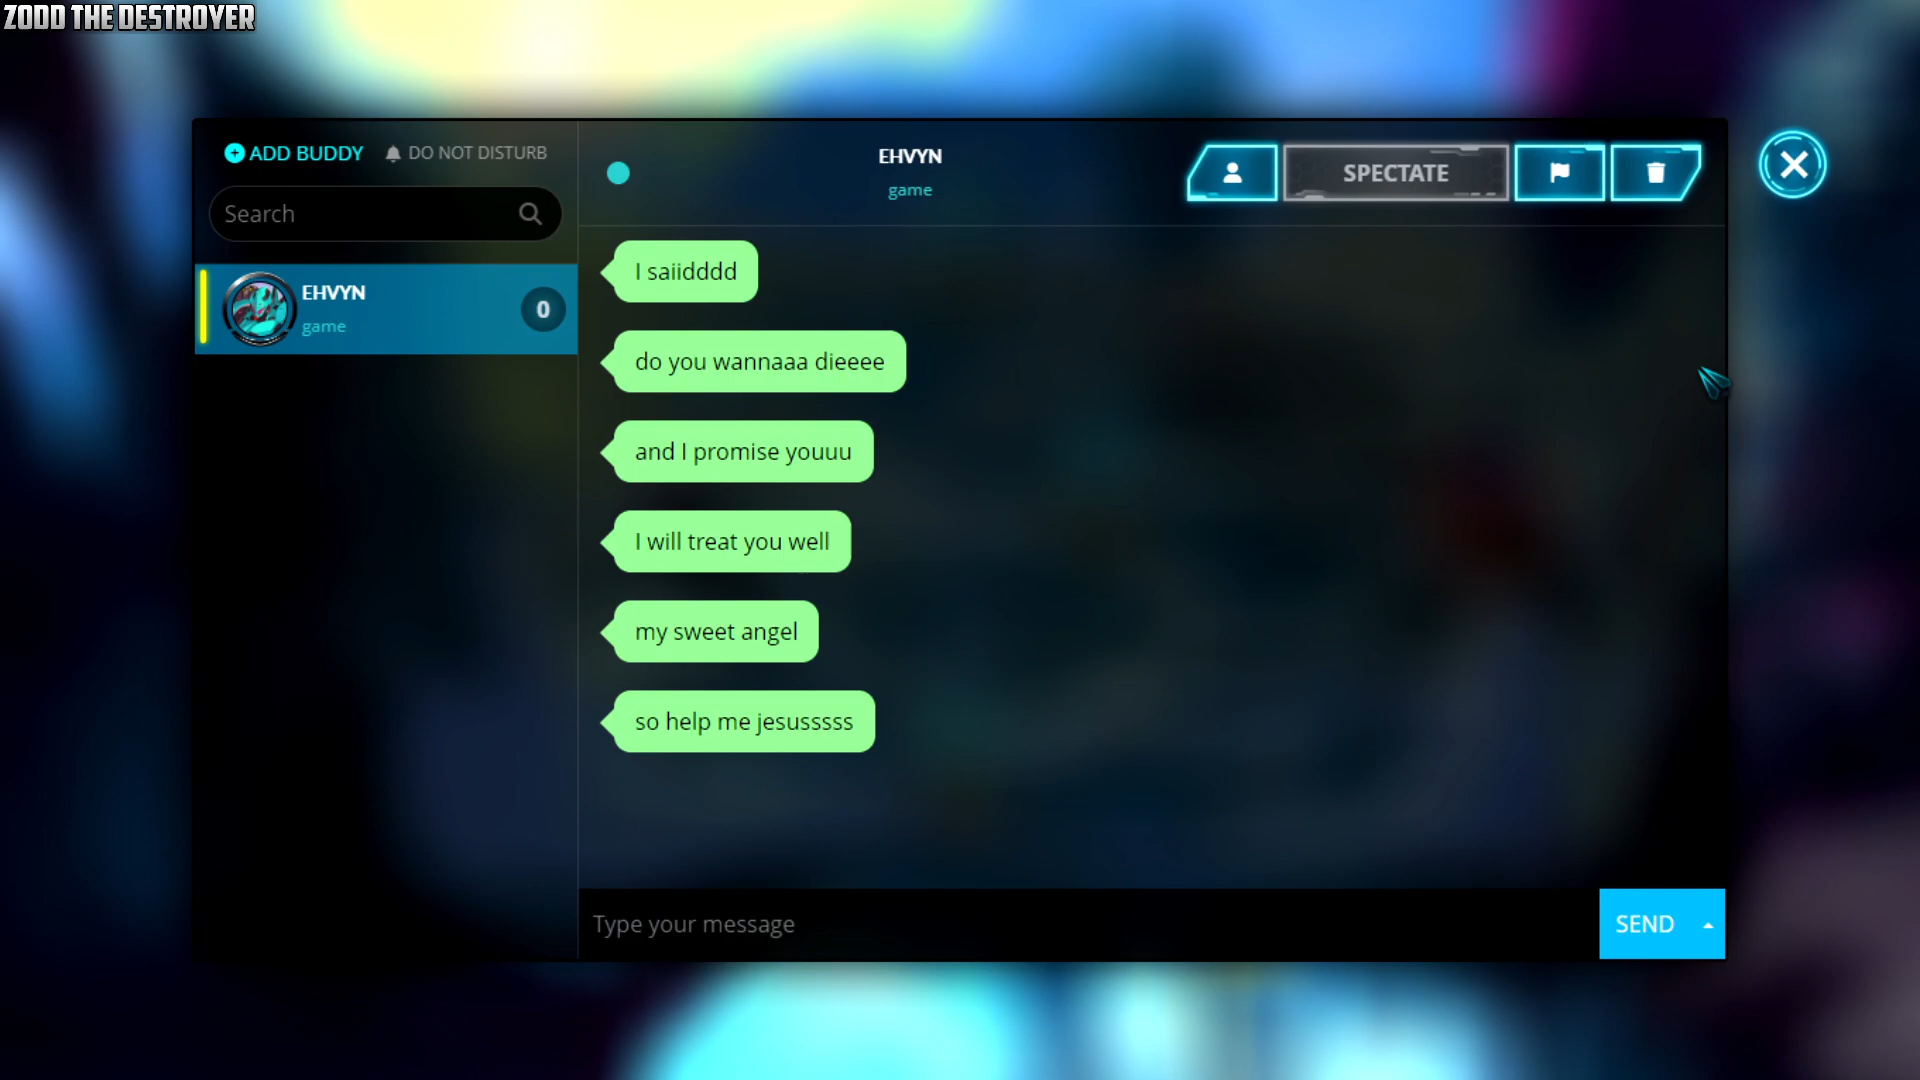 ZODD THE DESTROYER
ADD BUDDY
DO NOT DISTURB
Search
EHVYN
game
0
EHVYN
game
SPECTATE
I saiidddd
do you wannaaa dieeee
and I promise youuu
I will treat you well
my sweet angel
so help me jesusssss
Type your message
SEND